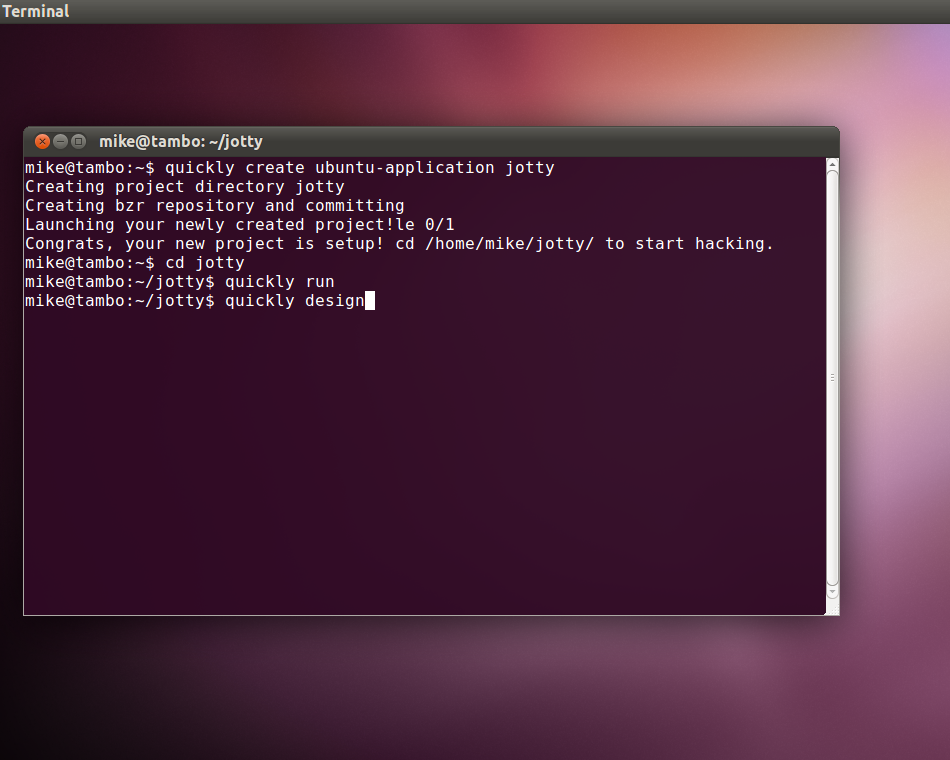 Terminal
mike@tambo: ~/jotty
mike@tambo:~$ quickly create ubuntu-application jotty
Creating project directory jotty
Creating bzr repository and committing
Launching your newly created project!le 0/1
Congrats, your new project is setup! cd /home/mike/jotty/ to start hacking.
mike@tambo:~$ cd jotty
mike@tambo:~/jotty$ quickly run
mike@tambo:~/jotty$ quickly design